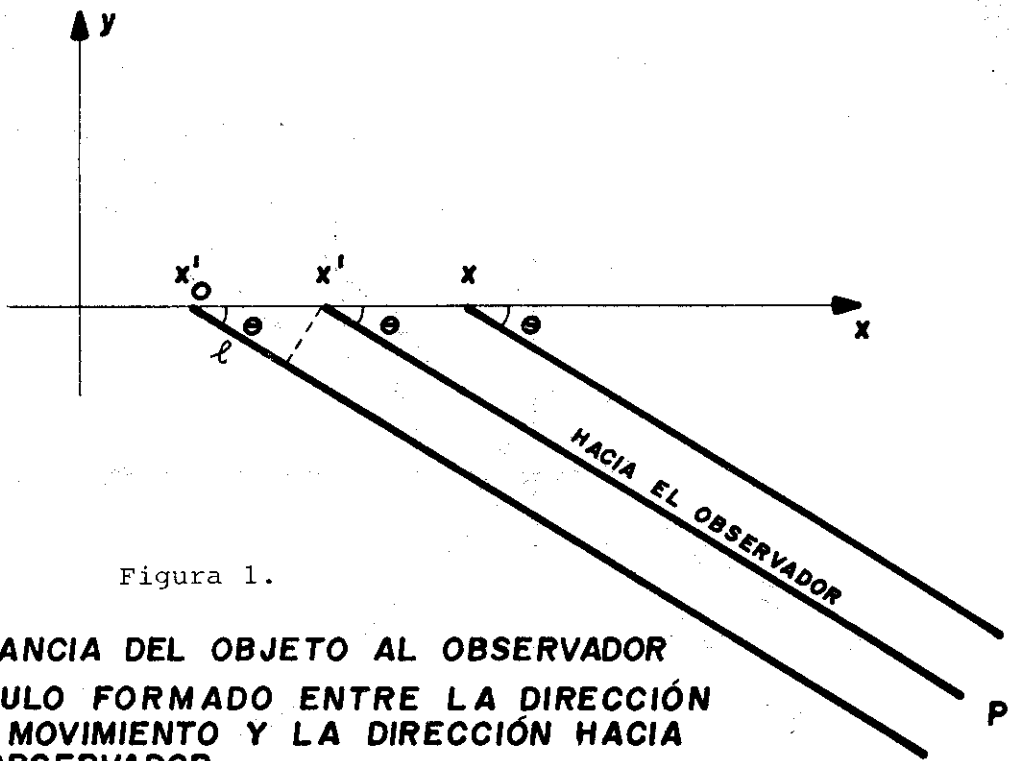 y
x'o
x'
x
θ
θ
θ
x
ℓ
HACIA EL OBSERVADOR
P
Figura 1.
ANCIA DEL OBJETO AL OBSERVADOR
ULO FORMADO ENTRE LA DIRECCIÓN
MOVIMIENTO Y LA DIRECCIÓN HACIA
OBSERVADOR